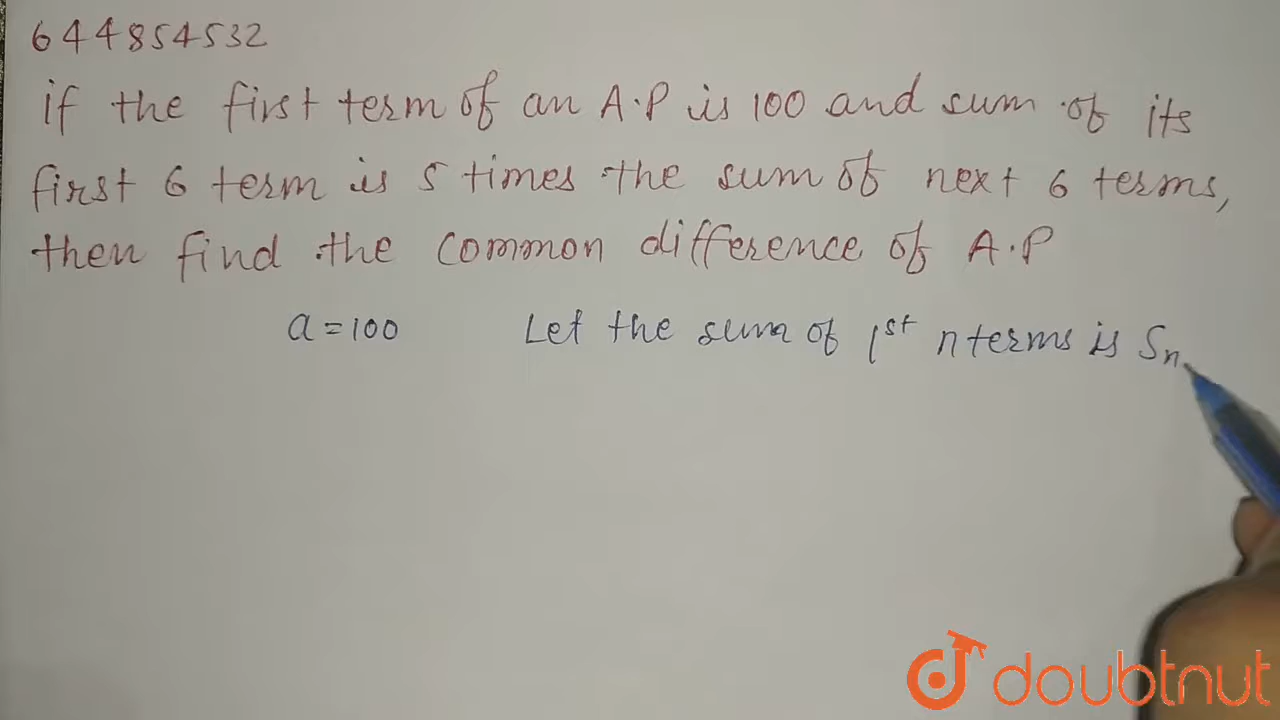 644854532
if the first term of an A.P is 100 and sum of its
first 6 term is 5 times the sum of next 6 terms,
then find the common difference of A.P
a = 100 Let the sum of 1st n terms is Sn
doubtnut